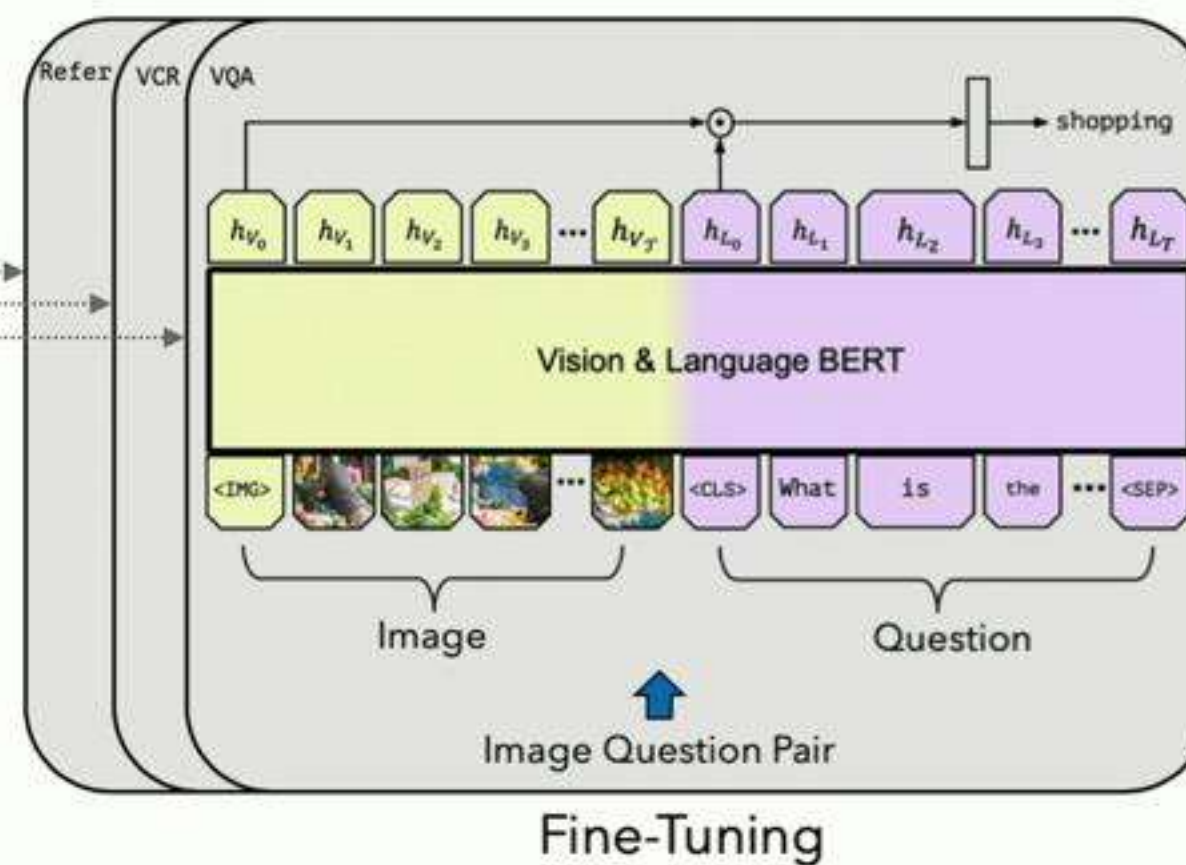 Refer VCR VQA
shopping
h_{V_0} h_{V_1} h_{V_2} h_{V_3} ... h_{V_𝒯} h_{L_0} h_{L_1} h_{L_2} h_{L_3} ... h_{L_T}
Vision & Language BERT
<IMG> ... <CLS> What is the ... <SEP>
Image Question
Image Question Pair
Fine-Tuning